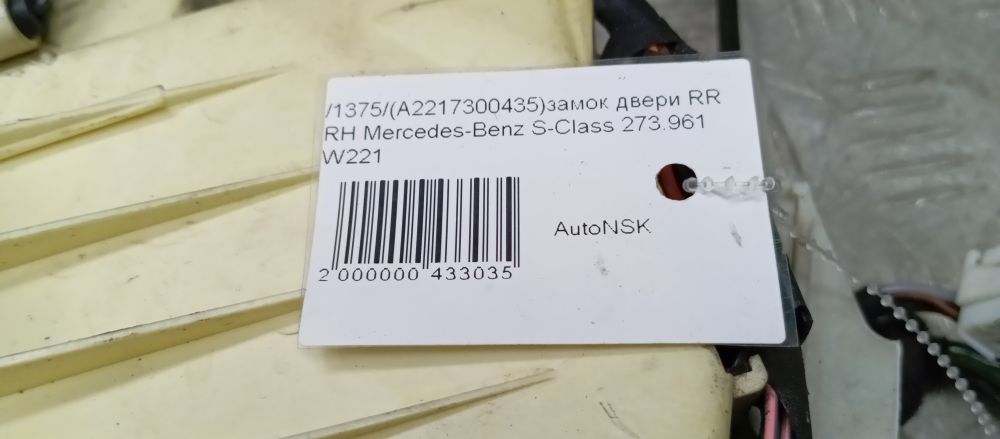 /1375/(A2217300435)замок двери RR
RH Mercedes-Benz S-Class 273.961
W221
AutoNSK
2 000000 433035